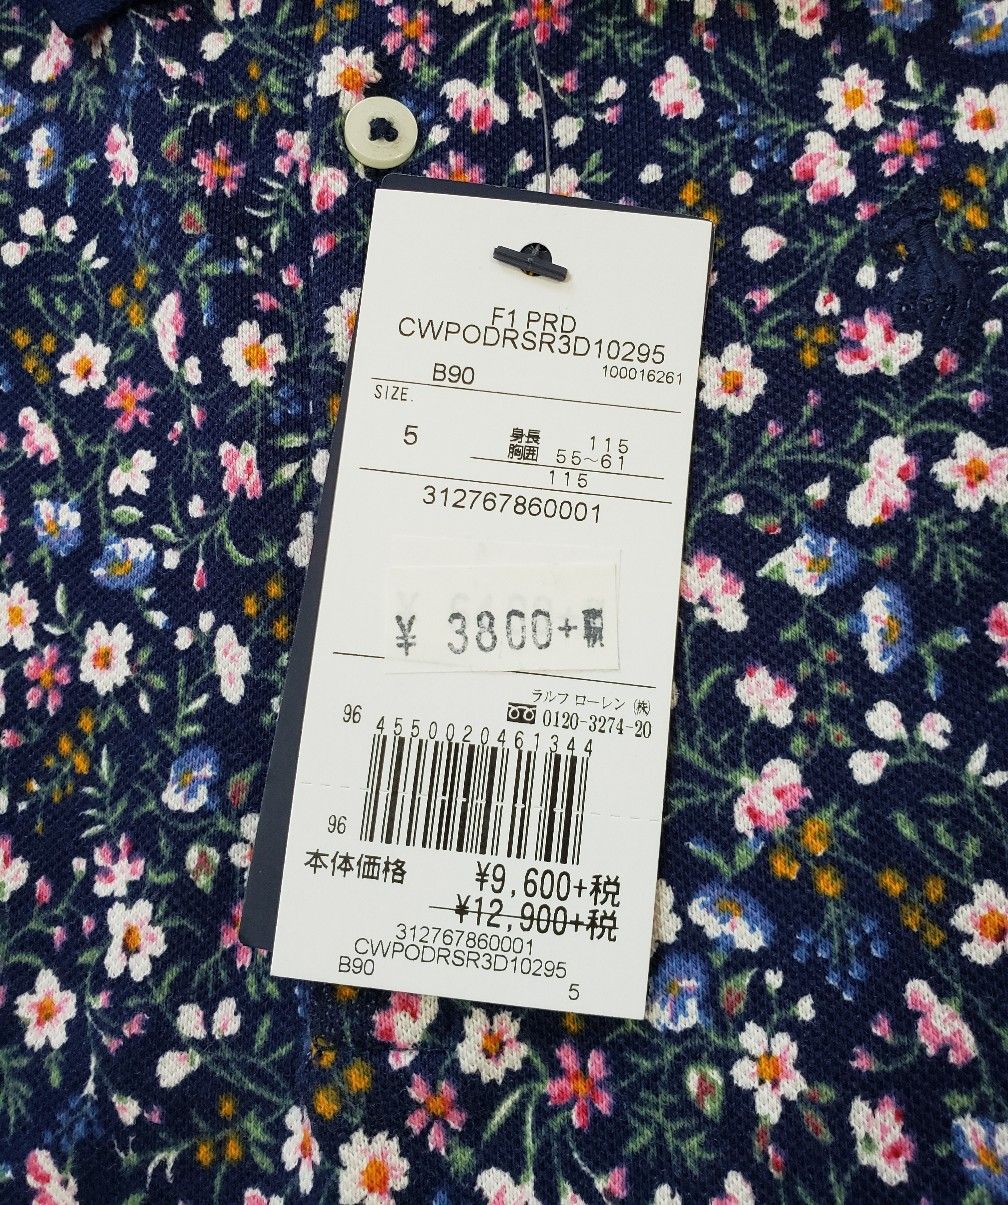 F1 PRD
CWPODRSR3D10295
100016261
B90
SIZE.
5
身長 115
胸囲 55~61
115
312767860001
¥ 3800+税
ラルフ ローレン ㈱
0120-3274-20
96 4550020461344
96
本体価格 ¥9,600+税
¥12,900+税
312767860001
CWPODRSR3D10295
B90
5